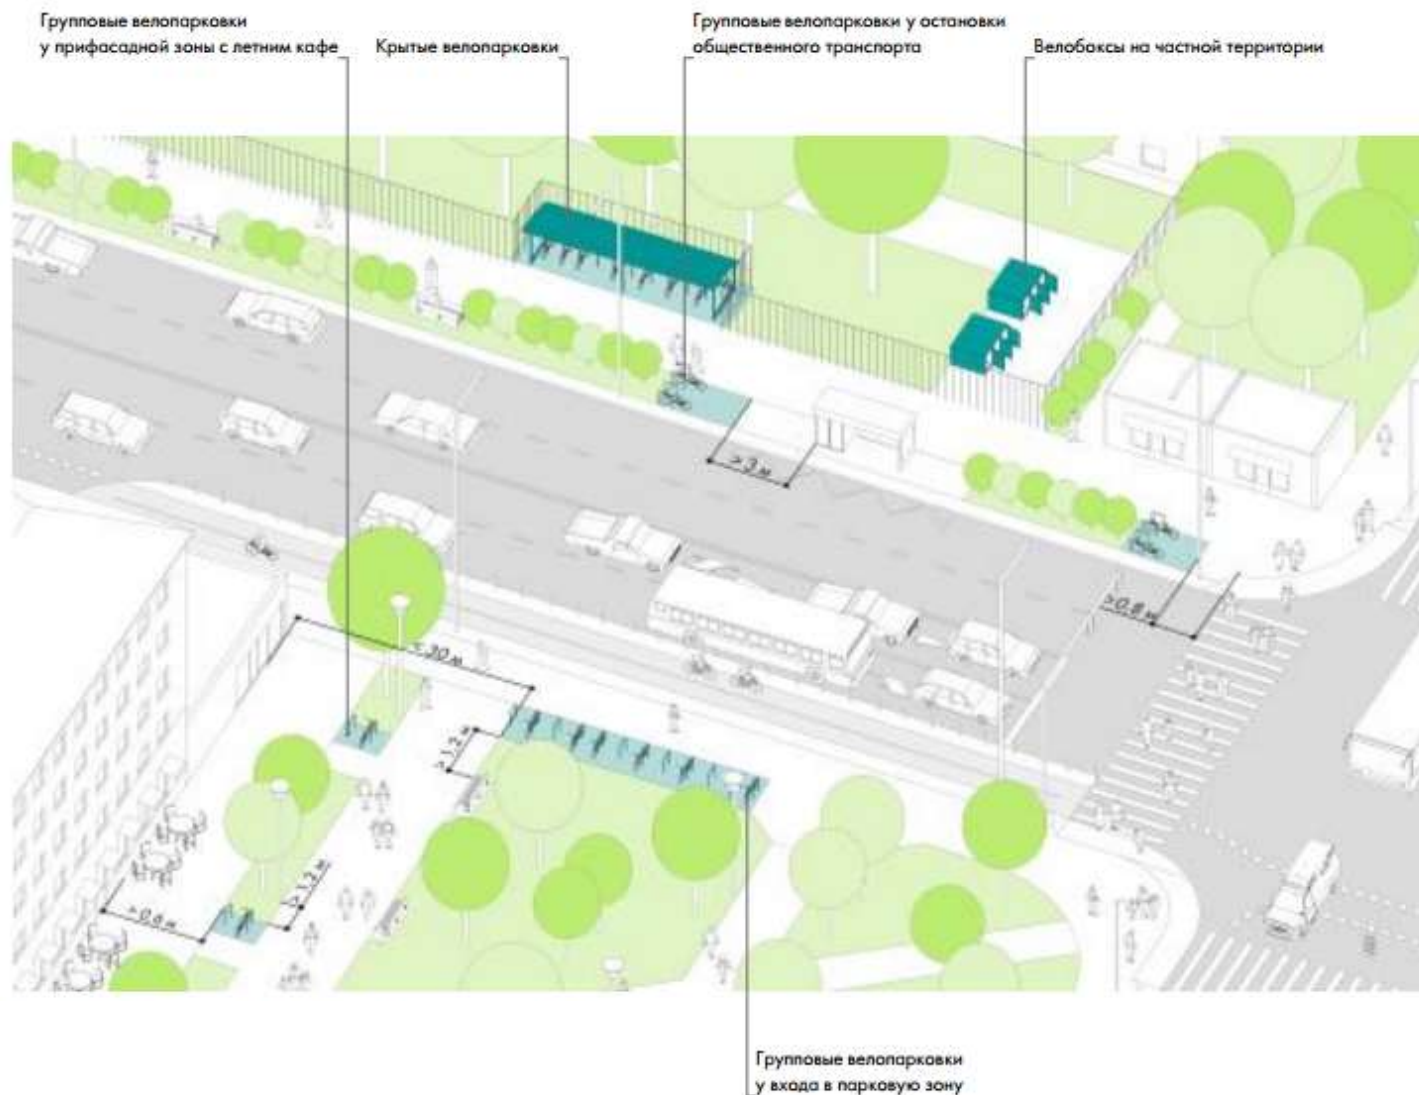 Групповые велопарковки
у прифасадной зоны с летним кафе
Крытые велопарковки
Групповые велопарковки у остановки
общественного транспорта
Велобоксы на частной территории
>3 м
>0,8 м
<30 м
>1,2 м
>1,2 м
>0,6 м
Групповые велопарковки
у входа в парковую зону